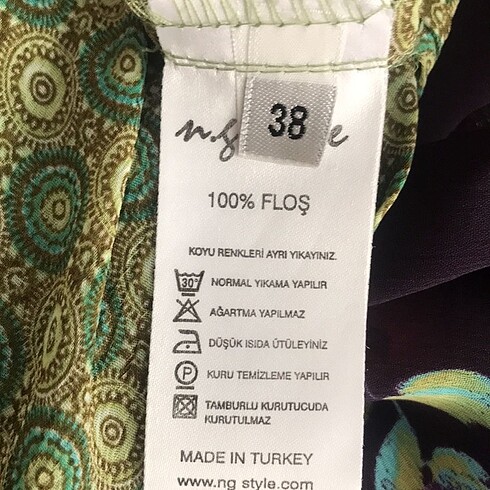 38
n.g e
100% FLOŞ
KOYU RENKLERİ AYRI YIKAYINIZ.
30° NORMAL YIKAMA YAPILIR
AĞARTMA YAPILMAZ
DÜŞÜK ISIDA ÜTÜLEYİNİZ
P KURU TEMİZLEME YAPILIR
TAMBURLU KURUTUCUDA
KURUTULMAZ
MADE IN TURKEY
www.ng style.com